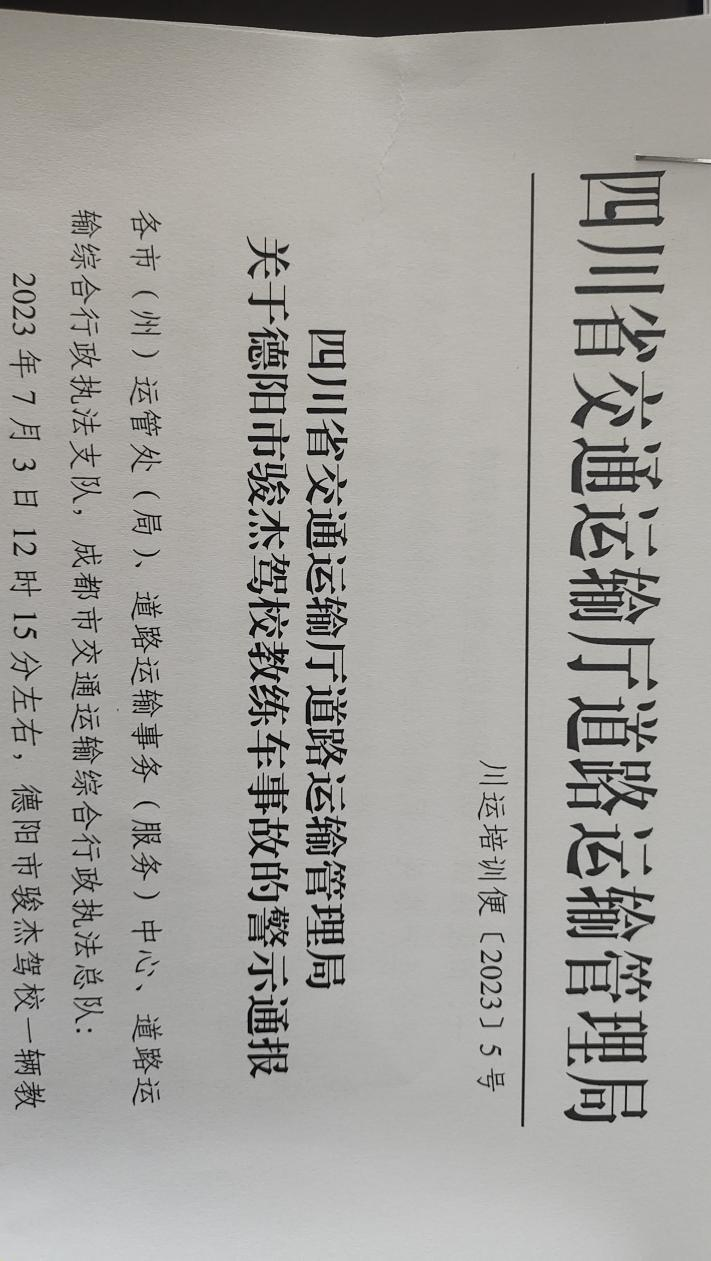 四川省交通运输厅道路运输管理局
川运培训便〔2023〕5号
四川省交通运输厅道路运输管理局
关于德阳市骏杰驾校教练车事故的警示通报
各市（州）运管处（局）、道路运输事务（服务）中心、道路运
输综合行政执法支队，成都市交通运输综合行政执法总队：
2023年7月3日12时15分左右，德阳市骏杰驾校一辆教